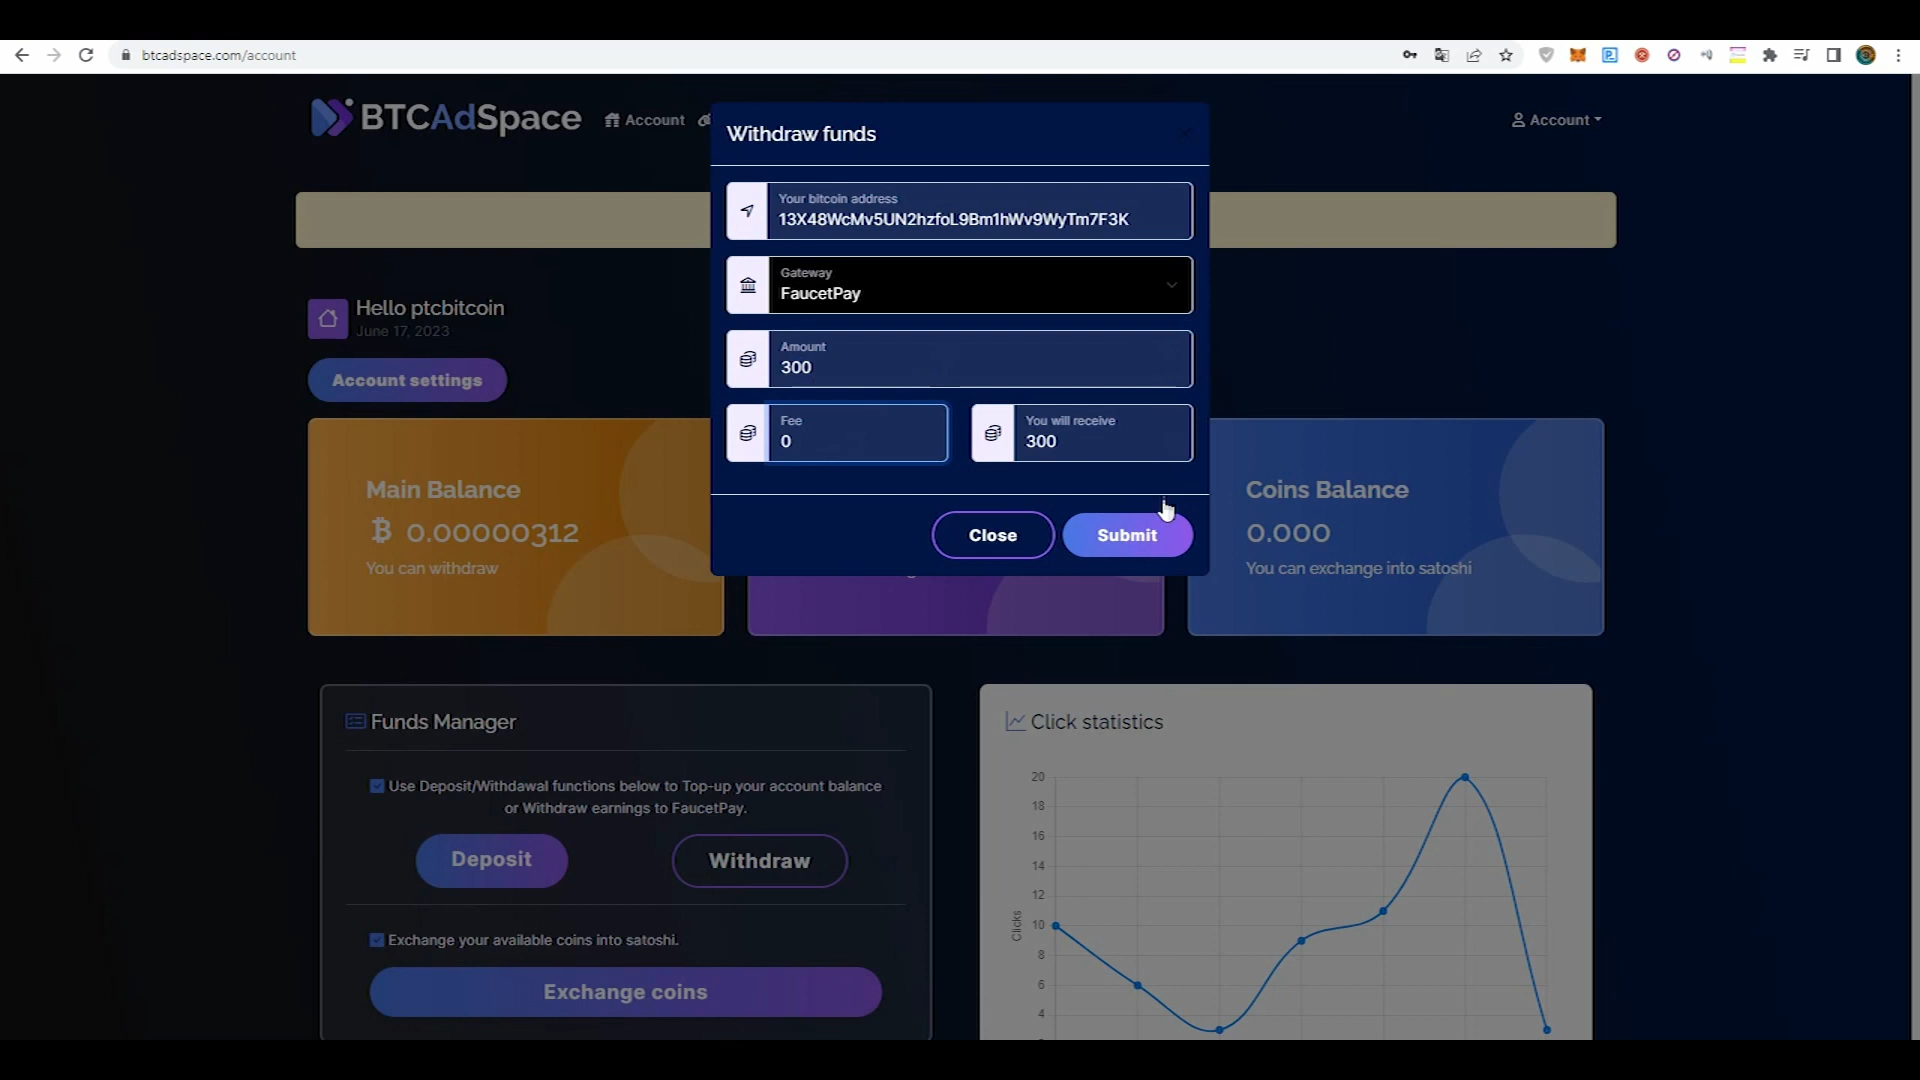 btcadspace.com/account
BTCAdSpace
Account
Account
Withdraw funds
Your bitcoin address
13X48WcMv5UN2hzfoL9Bm1hWv9WyTm7F3K
Gateway
FaucetPay
Amount
300
Fee
0
You will receive
300
Close
Submit
Hello ptcbitcoin
June 17, 2023
Account settings
Main Balance
0.00000312
You can withdraw
Coins Balance
0.000
You can exchange into satoshi
Funds Manager
Use Deposit/Withdawal functions below to Top-up your account balance
or Withdraw earnings to FaucetPay.
Deposit
Withdraw
Exchange your available coins into satoshi.
Exchange coins
Click statistics
20
18
16
14
12
10
8
6
4
Clicks